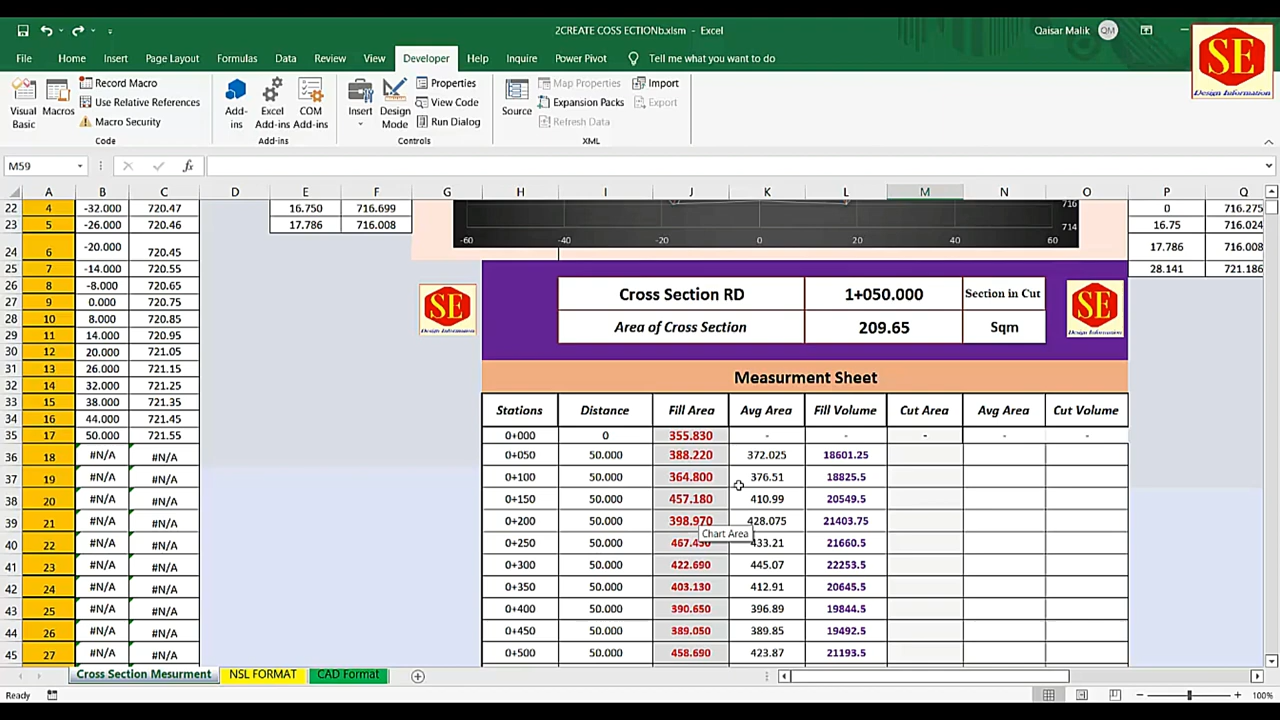 2CREATE COSS ECTIONb.xlsm - Excel
Qaisar Malik QM
SE
Design Information
File Home Insert Page Layout Formulas Data Review View Developer Help Inquire Power Pivot Tell me what you want to do
Visual Basic
Macros
Record Macro
Use Relative References
Macro Security
Code
Add-ins
Excel Add-ins
COM Add-ins
Add-ins
Insert
Design Mode
Properties
View Code
Run Dialog
Controls
Source
Map Properties
Expansion Packs
Refresh Data
Import
Export
XML
M59 fx
A B C D E F G H I J K L M N O P Q
22 4 -32.000 720.47 16.750 716.699 716 0 716.275
23 5 -26.000 720.46 17.786 716.008 714 16.75 716.024
-60 -40 -20 0 20 40 60
24 6 -20.000 720.45 17.786 716.008
25 7 -14.000 720.55 28.141 721.186
26 8 -8.000 720.65
27 9 0.000 720.75
28 10 8.000 720.85
29 11 14.000 720.95
30 12 20.000 721.05
31 13 26.000 721.15
32 14 32.000 721.25
33 15 38.000 721.35
34 16 44.000 721.45
35 17 50.000 721.55
36 18 #N/A #N/A
37 19 #N/A #N/A
38 20 #N/A #N/A
39 21 #N/A #N/A
40 22 #N/A #N/A
41 23 #N/A #N/A
42 24 #N/A #N/A
43 25 #N/A #N/A
44 26 #N/A #N/A
45 27 #N/A #N/A
SE
Design Information
Cross Section RD 1+050.000 Section in Cut
Area of Cross Section 209.65 Sqm
SE
Design Information
Measurment Sheet
Stations Distance Fill Area Avg Area Fill Volume Cut Area Avg Area Cut Volume
0+000 0 355.830 - - - - -
0+050 50.000 388.220 372.025 18601.25
0+100 50.000 364.800 376.51 18825.5
0+150 50.000 457.180 410.99 20549.5
0+200 50.000 398.970 428.075 21403.75
Chart Area
0+250 50.000 433.21 21660.5
0+300 50.000 422.690 445.07 22253.5
0+350 50.000 403.130 412.91 20645.5
0+400 50.000 390.650 396.89 19844.5
0+450 50.000 389.050 389.85 19492.5
0+500 50.000 458.690 423.87 21193.5
Cross Section Mesurment NSL FORMAT CAD Format
Ready 100%